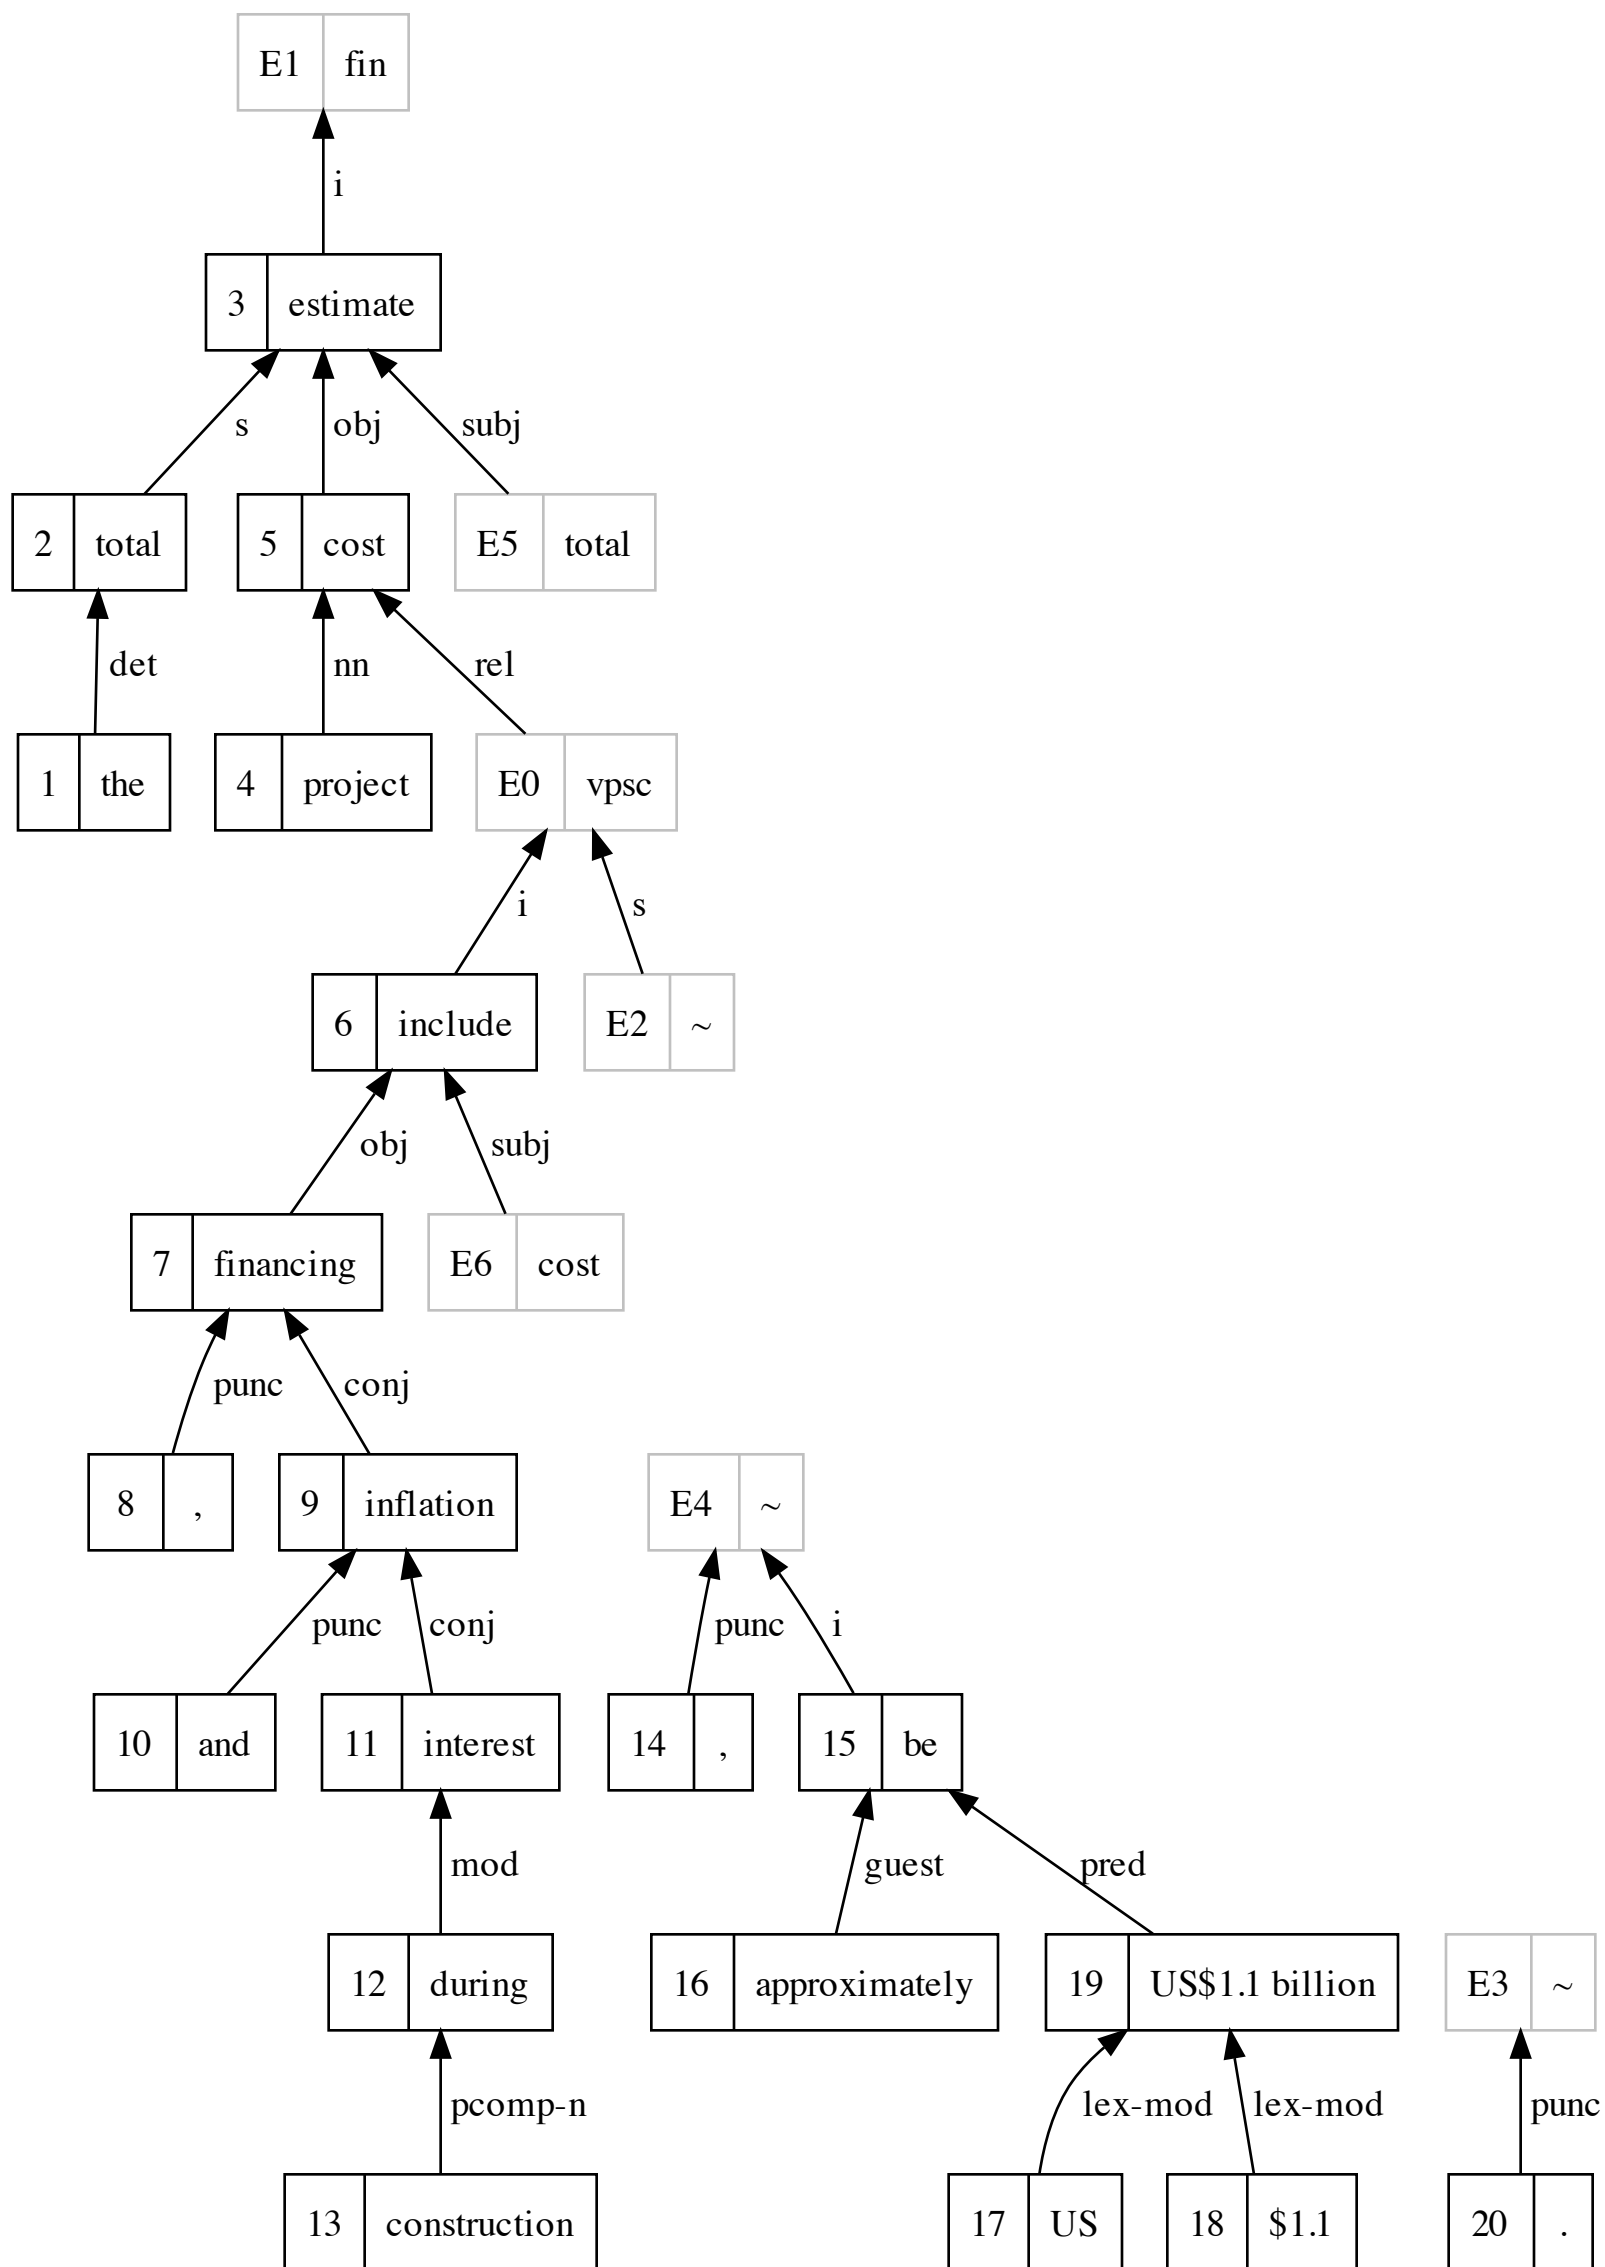 E1 fin
i
3 estimate
s obj subj
2 total 5 cost E5 total
det nn rel
1 the 4 project E0 vpsc
i s
6 include E2 ~
obj subj
7 financing E6 cost
punc conj
8 , 9 inflation E4 ~
punc conj punc i
10 and 11 interest 14 , 15 be
mod guest pred
12 during 16 approximately 19 US$1.1 billion E3 ~
pcomp-n lex-mod lex-mod punc
13 construction 17 US 18 $1.1 20 .